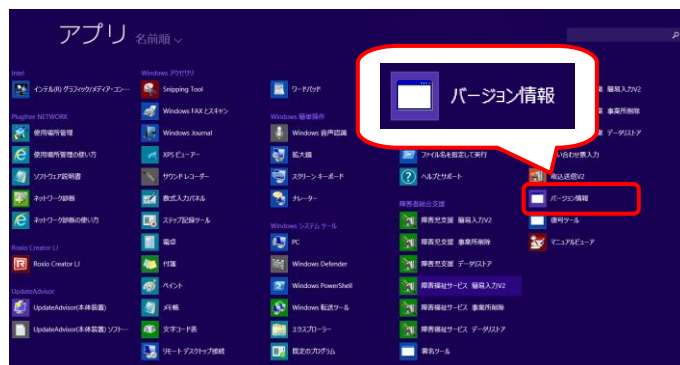 アプリ 名前順
Intel
インテル(R) グラフィック/メディア・コン…
Plugfree NETWORK
使用場所管理
使用場所管理の使い方
ソフトウェア説明書
ネットワーク診断
ネットワーク診断の使い方
Roxio Creator LJ
Roxio Creator LJ
UpdateAdvisor
UpdateAdvisor(本体装置)
UpdateAdvisor(本体装置) ソフト…
Windows アクセサリ
Snipping Tool
Windows FAX とスキャン
Windows Journal
XPS ビューアー
サウンド レコーダー
数式入力パネル
ステップ記録ツール
電卓
付箋
ペイント
メモ帳
文字コード表
リモート デスクトップ接続
ワードパッド
Windows 簡単操作
Windows 音声認識
拡大鏡
スクリーン キーボード
ナレーター
Windows システム ツール
PC
Windows Defender
Windows PowerShell
Windows 転送ツール
エクスプローラー
既定のプログラム
ファイル名を指定して実行
ヘルプとサポート
障害者総合支援
障害児支援 簡易入力V2
障害児支援 事業所削除
障害児支援 データリストア
障害福祉サービス 簡易入力V2
障害福祉サービス 事業所削除
障害福祉サービス データリストア
署名ツール
簡易入力V2
事業所削除
データリストア
い合わせ票入力
取込送信V2
バージョン情報
復号ツール
マニュアルビューア
バージョン情報